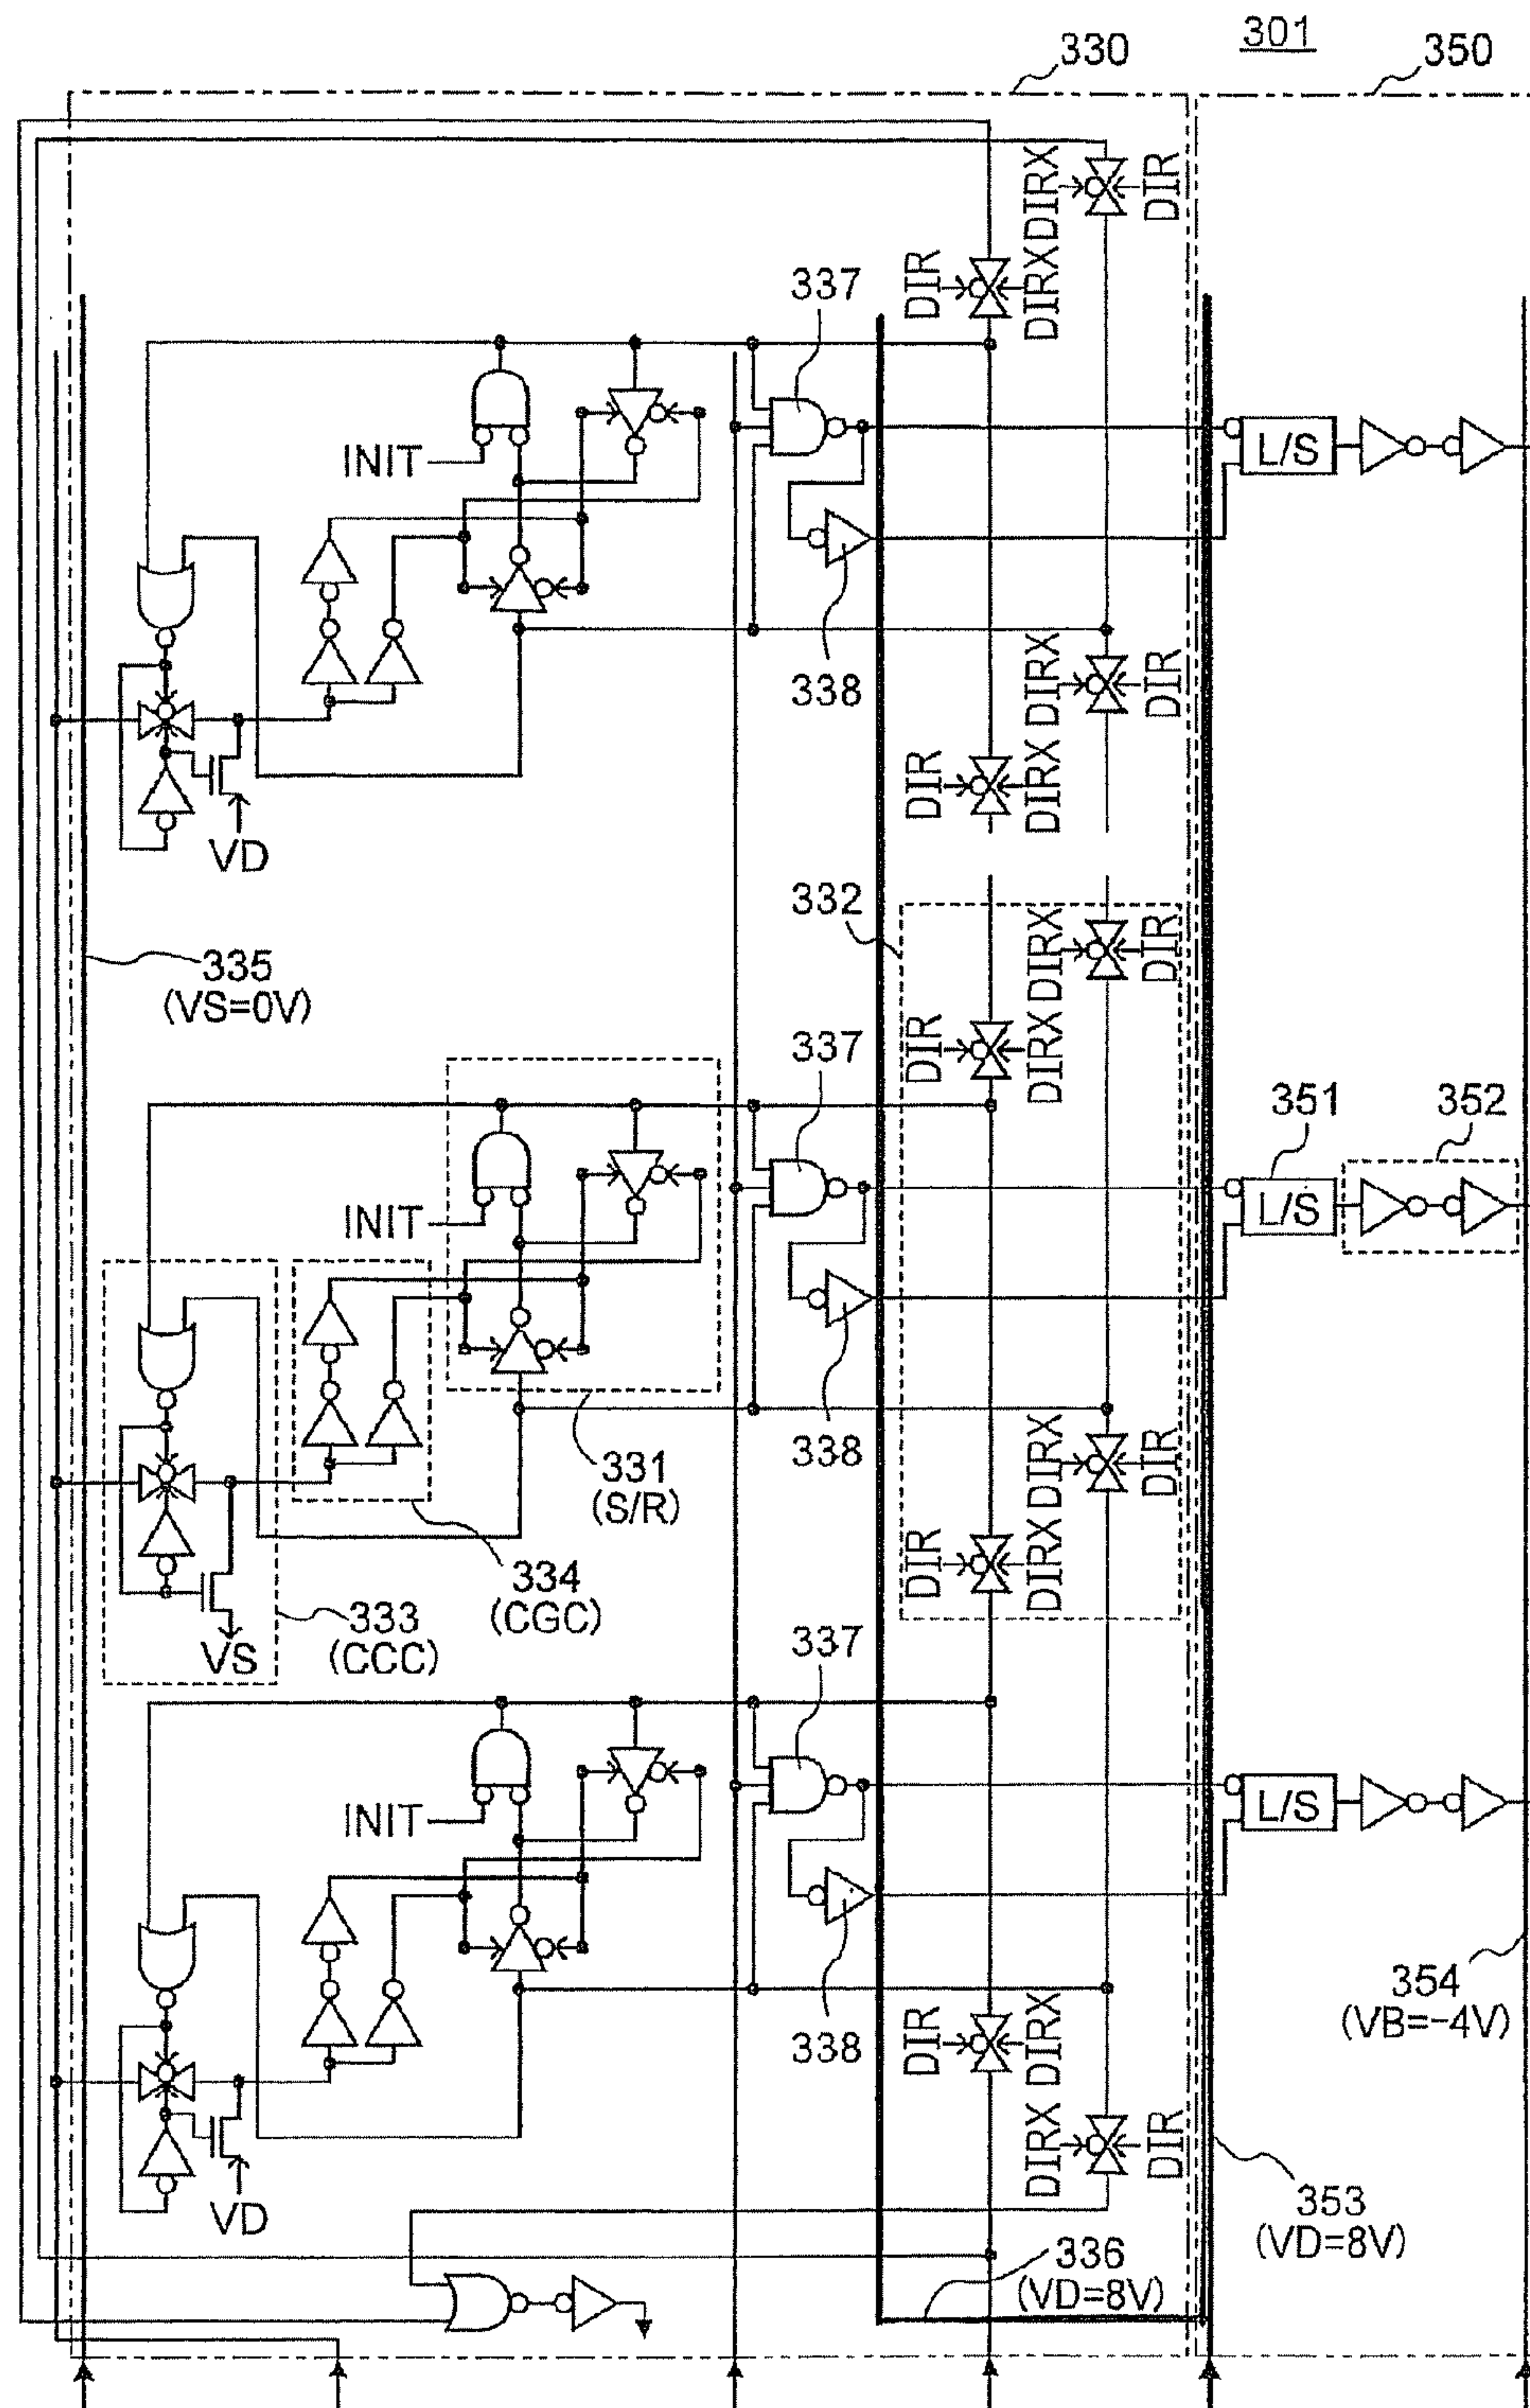 301
330
350
DIRX
DIR
DIR
DIRX
337
INIT
L/S
338
DIRX
DIR
DIR
DIRX
VD
332
335
(VS=0V)
DIRX
DIR
DIR
DIRX
337
351
352
INIT
L/S
338
331
(S/R)
DIRX
DIR
334
(CGC)
DIR
DIRX
333
(CCC)
VS
337
INIT
L/S
338
354
(VB=-4V)
DIR
DIRX
DIRX
DIR
VD
353
(VD=8V)
336
(VD=8V)